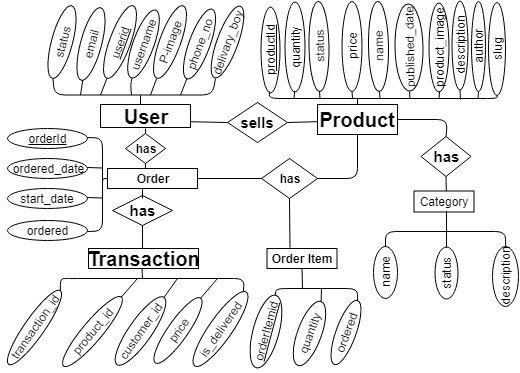 status
email
userid
username
P-image
phone_no
delivary_boy
productId
quantity
status
price
name
published_date
product_image
description
author
slug
User
sells
Product
orderId
ordered_date
start_date
ordered
has
Order
has
has
has
Category
Transaction
Order Item
name
status
description
transaction_id
product_id
customer_id
price
is_delivered
orderItemid
quantity
ordered